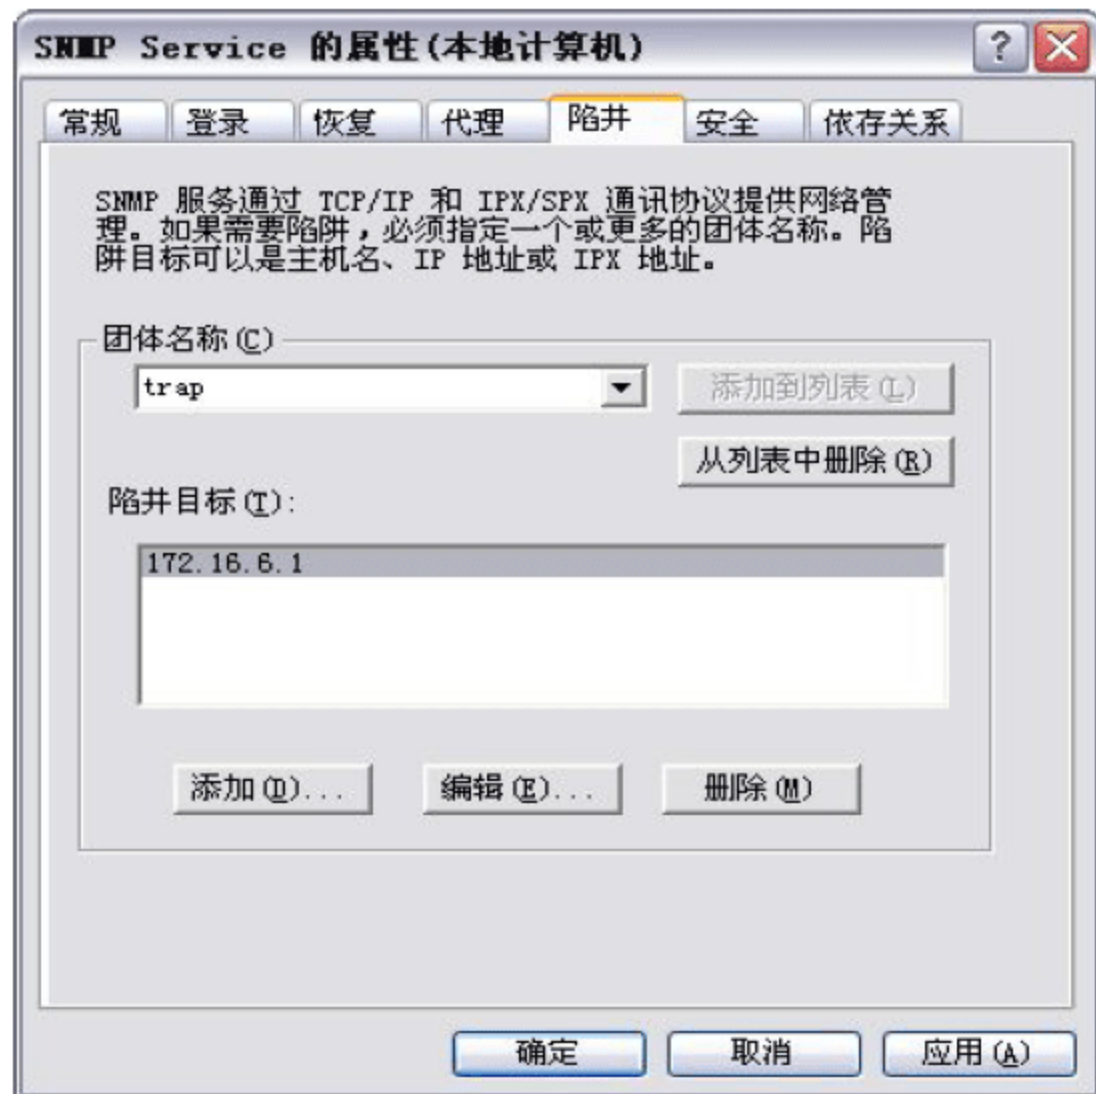 SNMP Service 的属性(本地计算机)
常规 登录 恢复 代理 陷井 安全 依存关系
SNMP 服务通过 TCP/IP 和 IPX/SPX 通讯协议提供网络管
理。如果需要陷阱，必须指定一个或更多的团体名称。陷
阱目标可以是主机名、IP 地址或 IPX 地址。
团体名称(C)
trap
添加到列表(L)
从列表中删除(R)
陷井目标(T):
172.16.6.1
添加(D)... 编辑(E)... 删除(M)
确定 取消 应用(A)